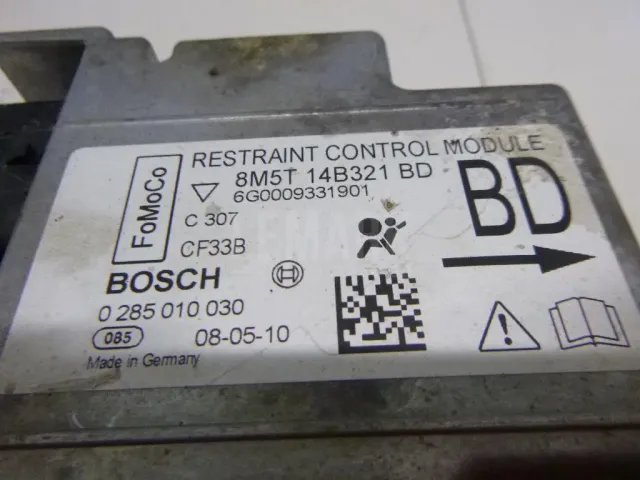 RESTRAINT CONTROL MODULE
FoMoCo
8M5T 14B321 BD
6G0009331901
C 307
CF33B
BD
BOSCH
0 285 010 030
085
08-05-10
Made in Germany